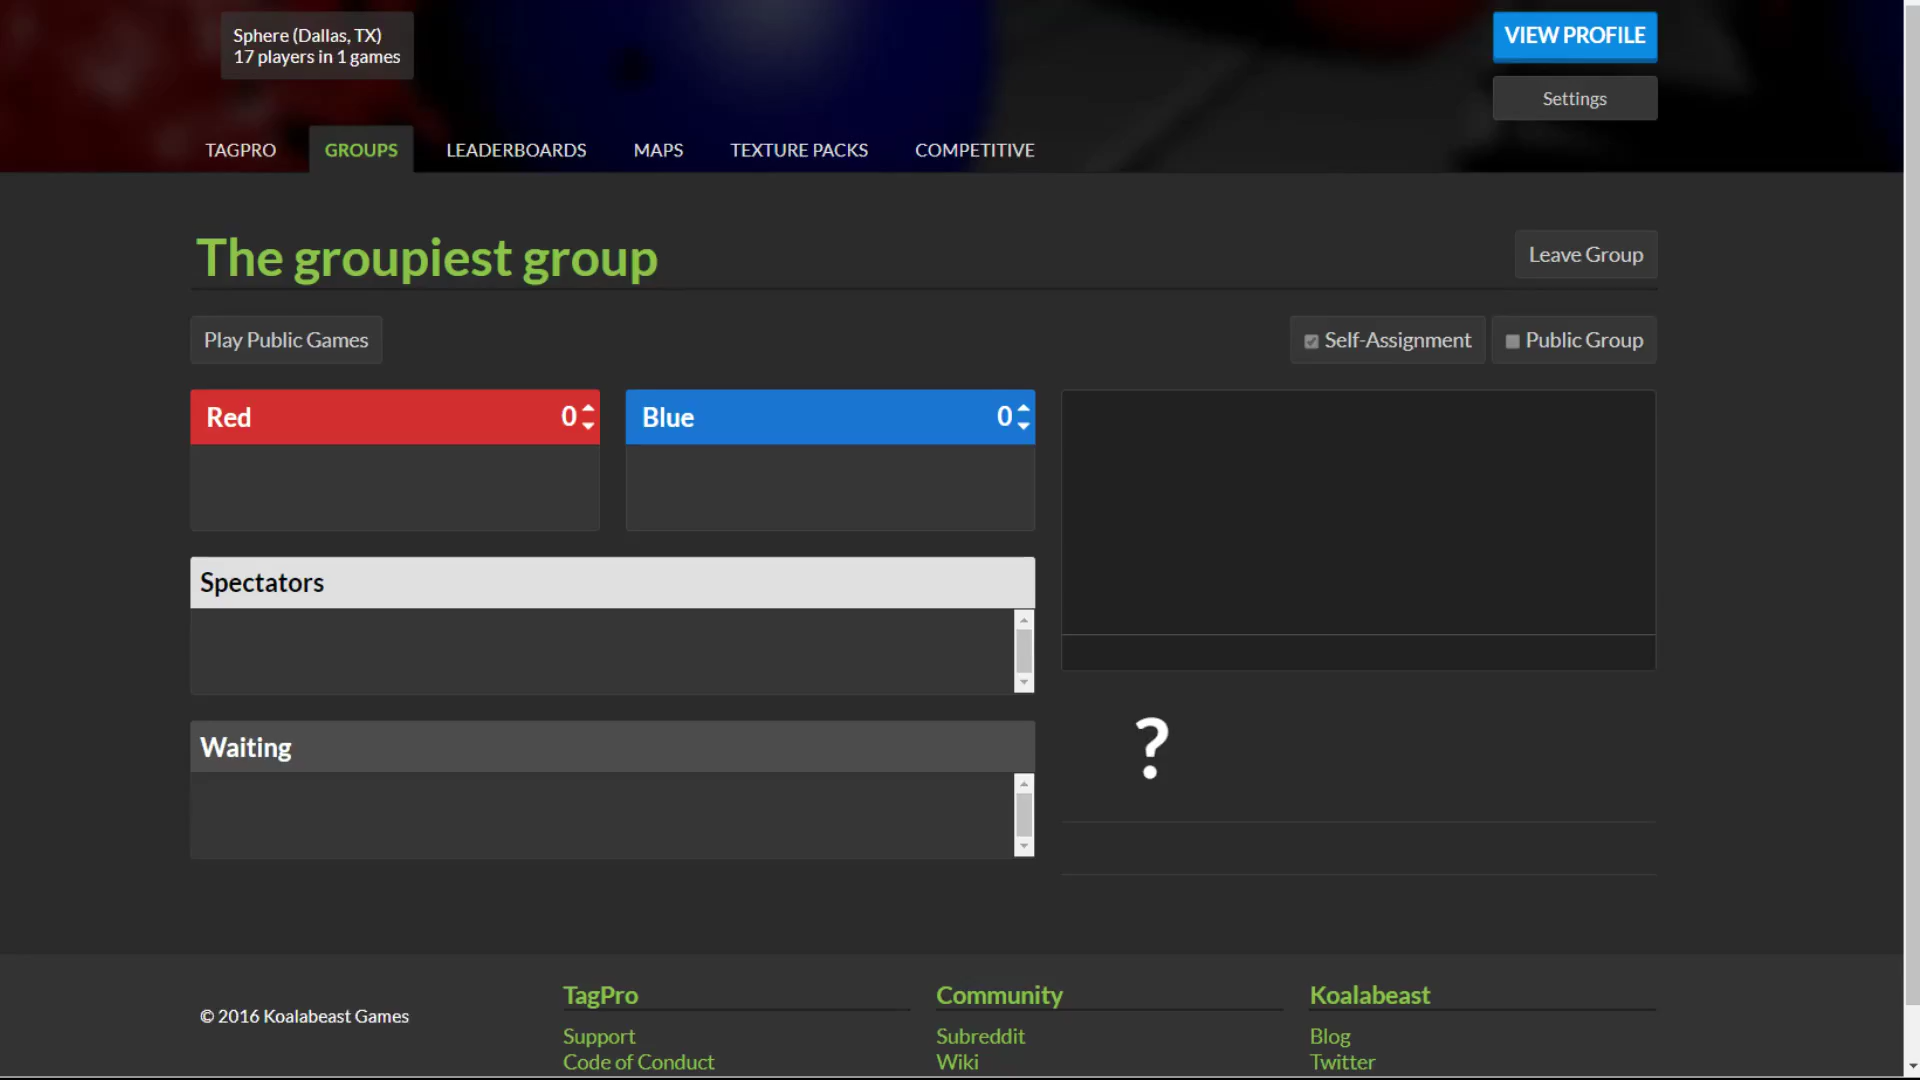 Sphere (Dallas, TX)
17 players in 1 games
VIEW PROFILE
Settings
TAGPRO
GROUPS
LEADERBOARDS
MAPS
TEXTURE PACKS
COMPETITIVE
The groupiest group
Leave Group
Play Public Games
Self-Assignment
Public Group
Red
0
Blue
0
Spectators
Waiting
?
© 2016 Koalabeast Games
TagPro
Support
Code of Conduct
Community
Subreddit
Wiki
Koalabeast
Blog
Twitter